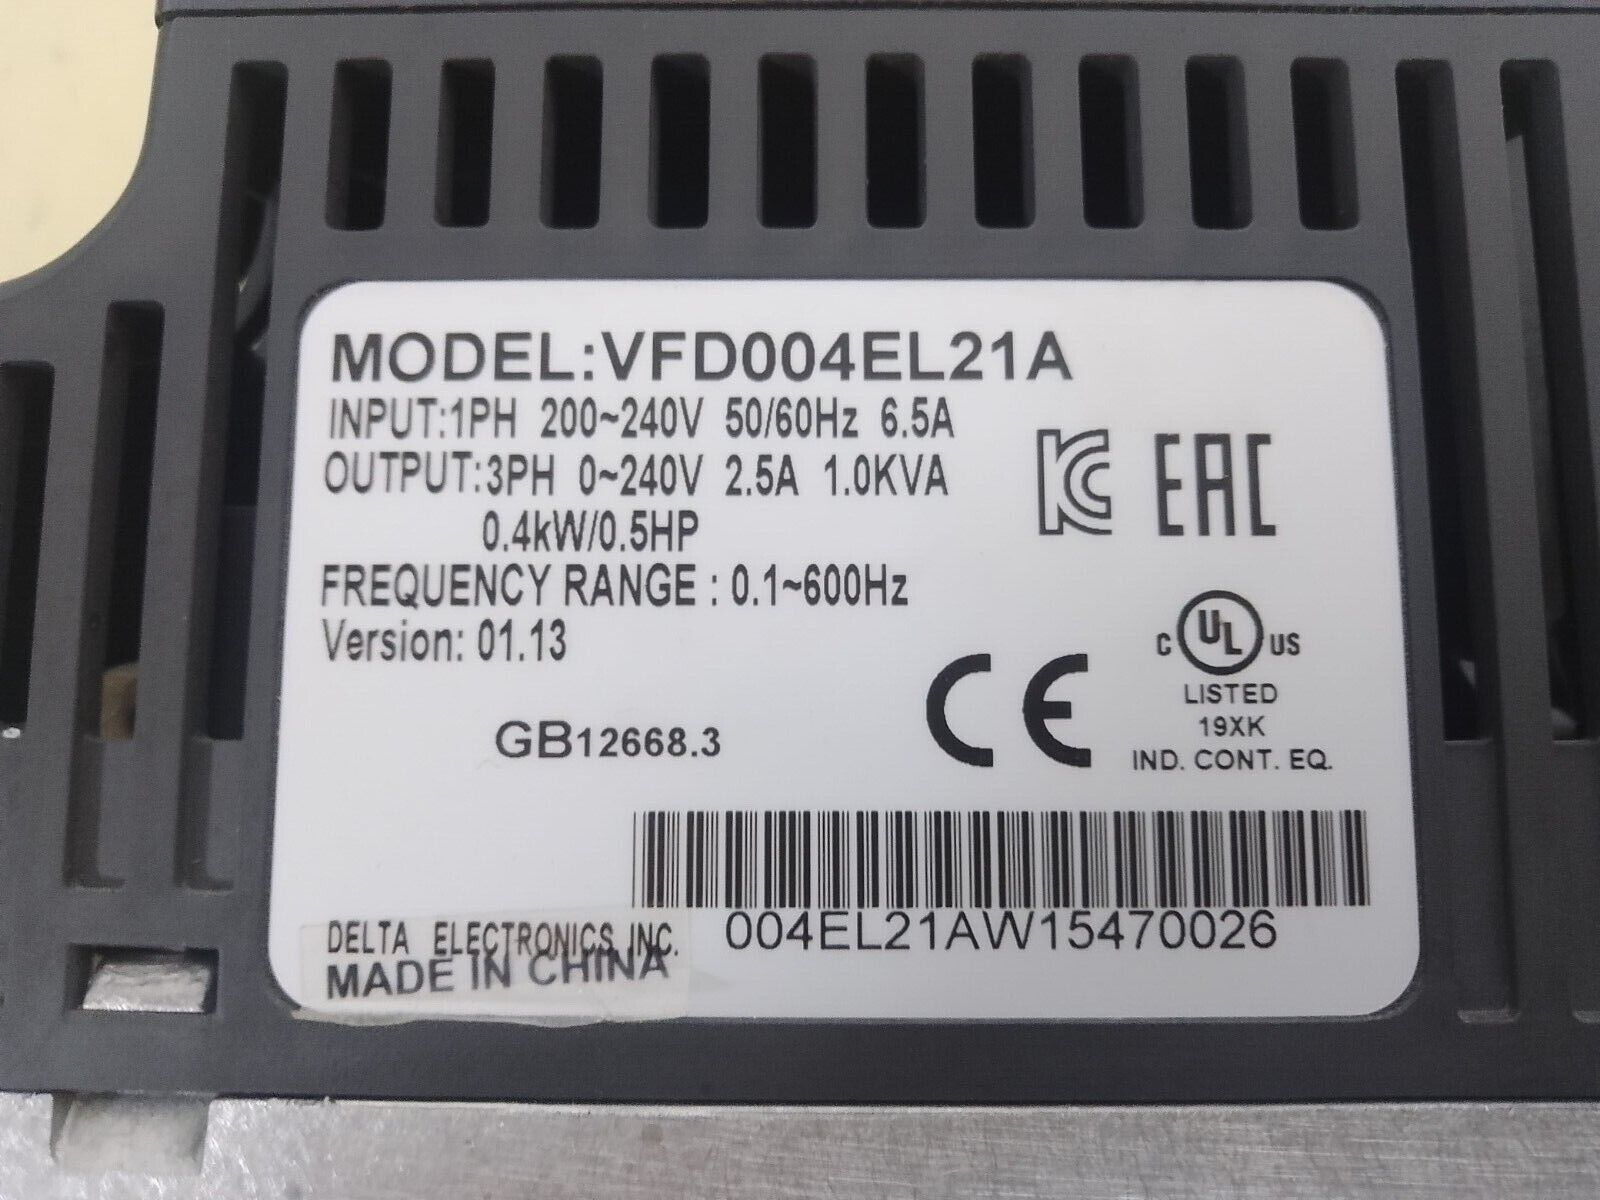 MODEL:VFD004EL21A
INPUT:1PH 200~240V 50/60Hz 6.5A
OUTPUT:3PH 0~240V 2.5A 1.0KVA
0.4kW/0.5HP
FREQUENCY RANGE : 0.1~600Hz
Version: 01.13
KC EAC
C UL US
LISTED
19XK
IND. CONT. EQ.
CE
GB12668.3
004EL21AW15470026
DELTA ELECTRONICS, INC.
MADE IN CHINA